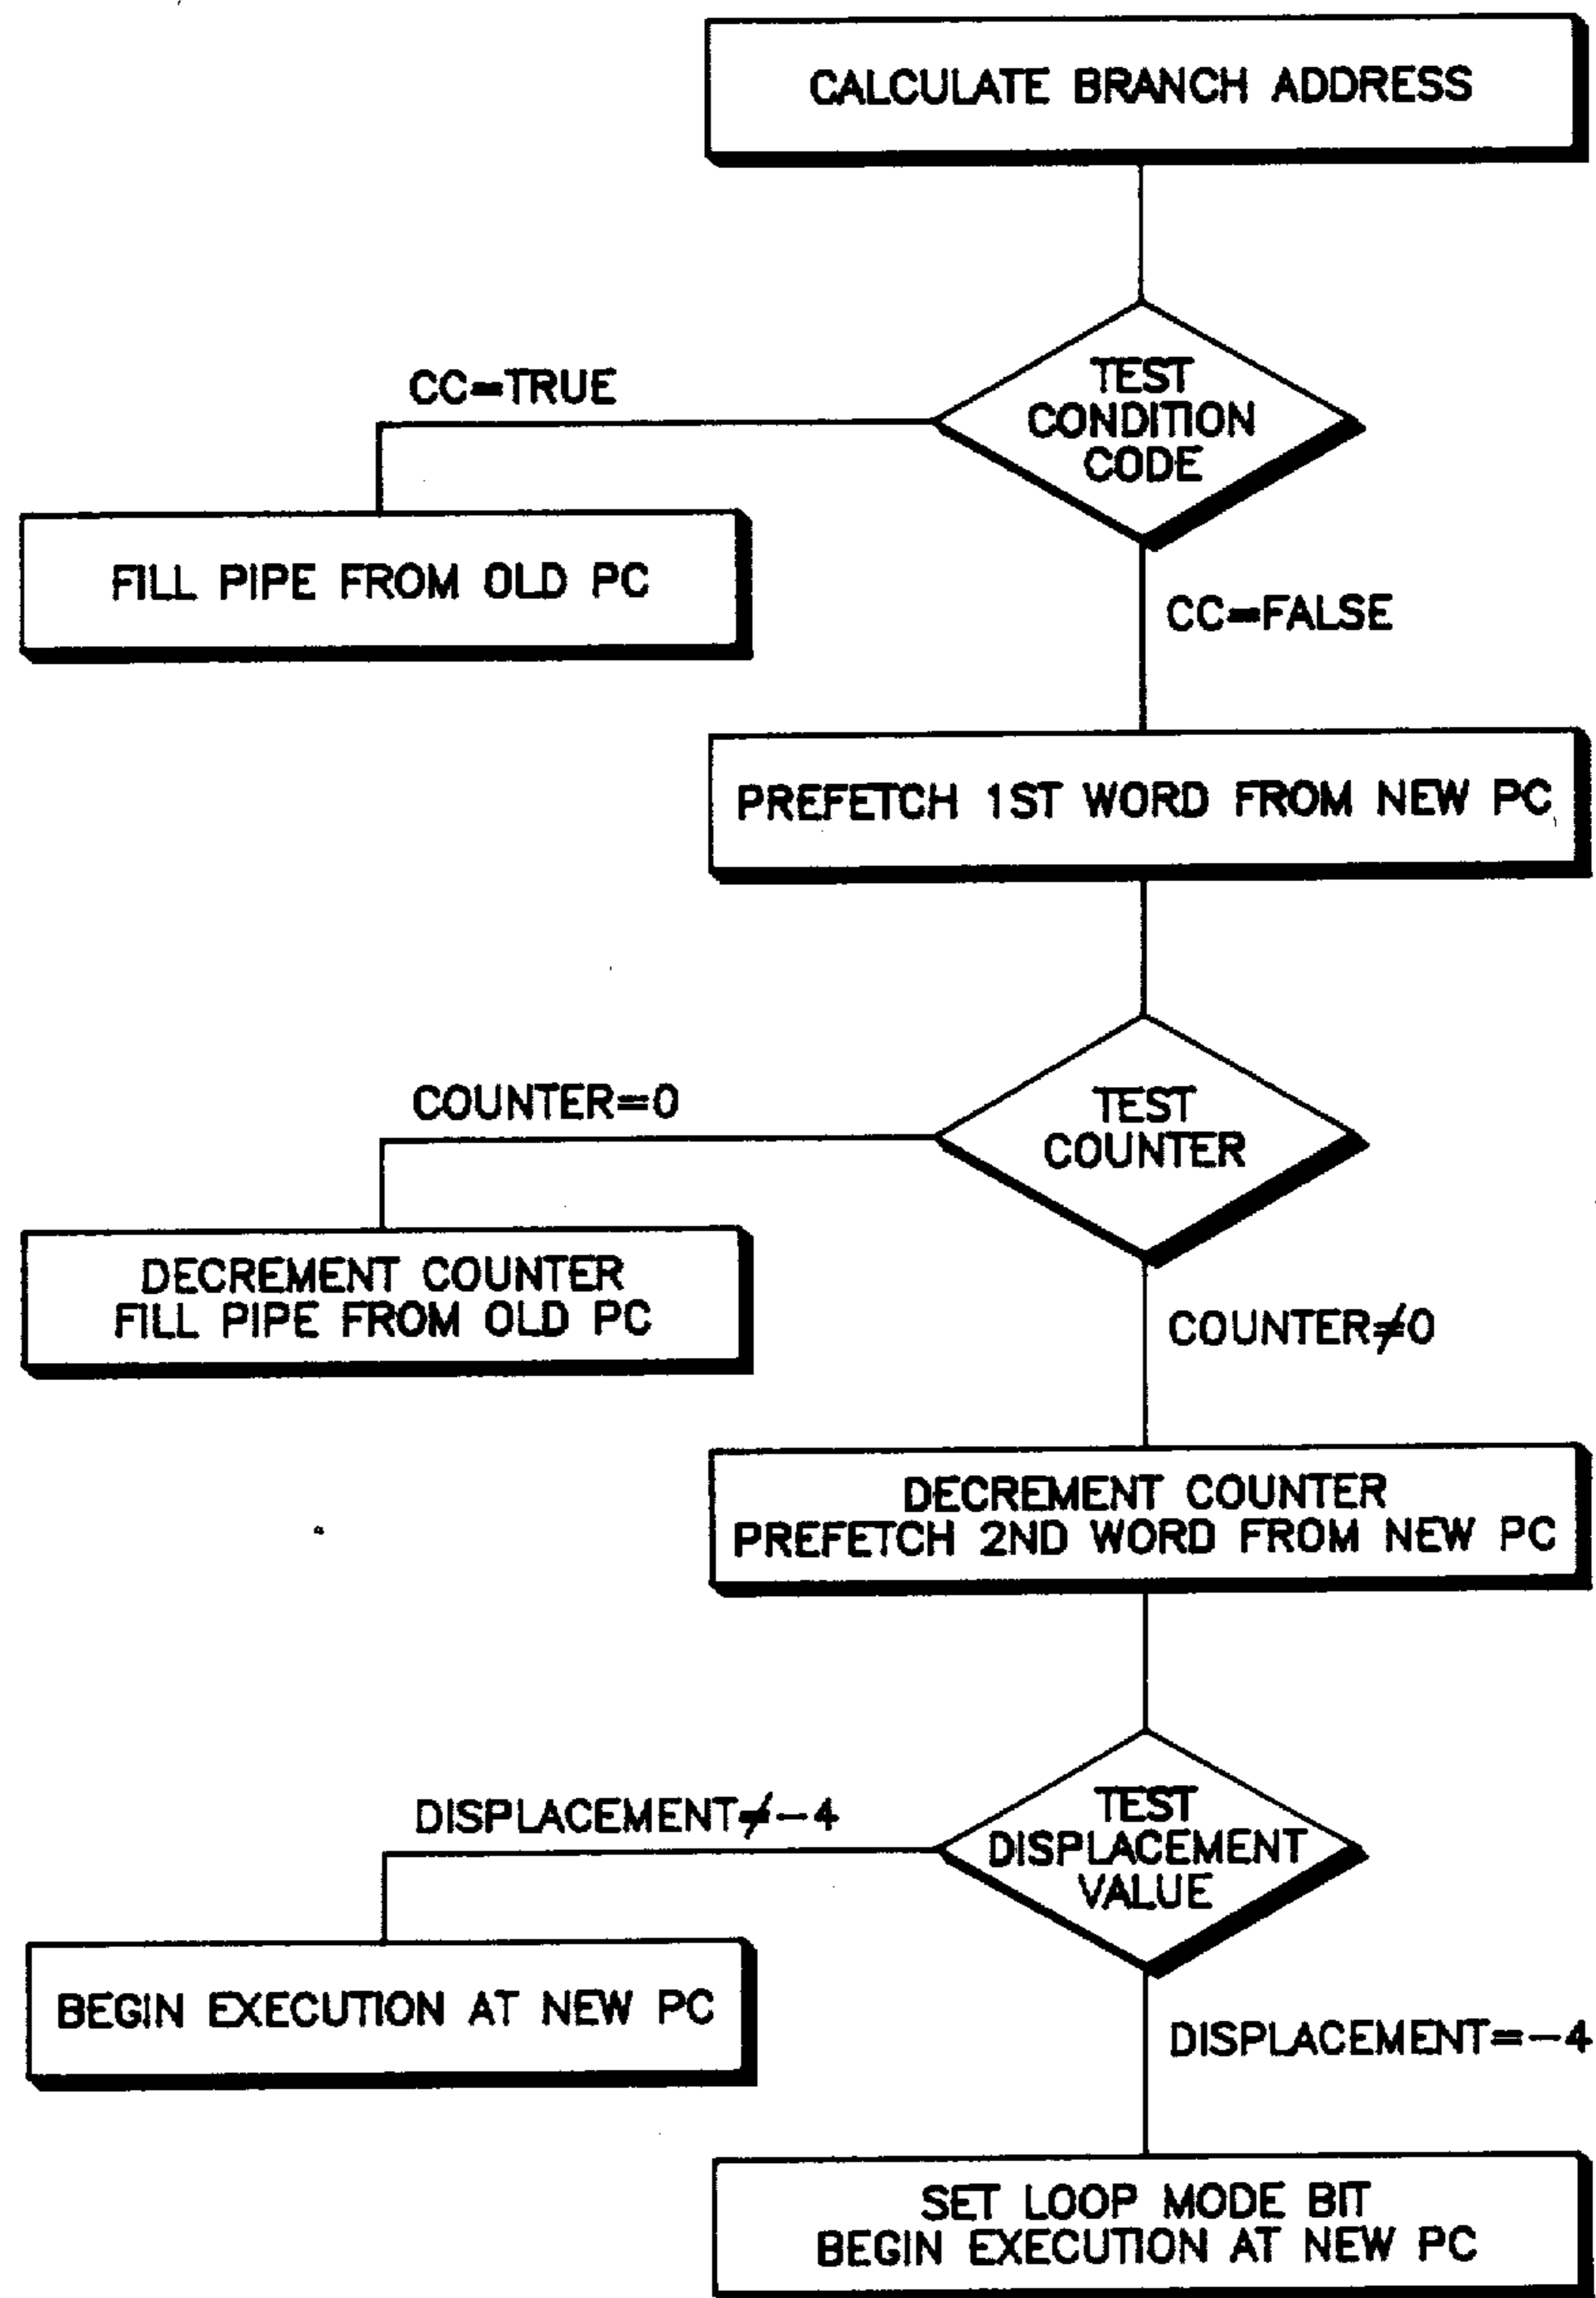 CALCULATE BRANCH ADDRESS
TEST
CONDITION
CODE
CC=TRUE
FILL PIPE FROM OLD PC
CC=FALSE
PREFETCH 1ST WORD FROM NEW PC
TEST
COUNTER
COUNTER=0
DECREMENT COUNTER
FILL PIPE FROM OLD PC
COUNTER≠0
DECREMENT COUNTER
PREFETCH 2ND WORD FROM NEW PC
TEST
DISPLACEMENT
VALUE
DISPLACEMENT≠-4
BEGIN EXECUTION AT NEW PC
DISPLACEMENT=-4
SET LOOP MODE BIT
BEGIN EXECUTION AT NEW PC